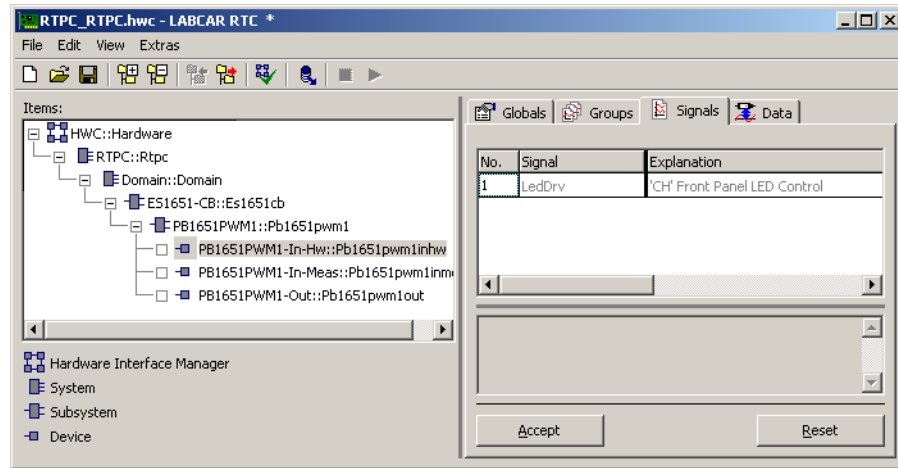 RTPC_RTPC.hwc - LABCAR RTC *
File Edit View Extras
Items:
HWC::Hardware
RTPC::Rtpc
Domain::Domain
ES1651-CB::Es1651cb
PB1651PWM1::Pb1651pwm1
PB1651PWM1-In-Hw::Pb1651pwm1inhw
PB1651PWM1-In-Meas::Pb1651pwm1inm
PB1651PWM1-Out::Pb1651pwm1out
Hardware Interface Manager
System
Subsystem
Device
Globals Groups Signals Data
No. Signal Explanation
1 LedDrv 'CH' Front Panel LED Control
Accept Reset